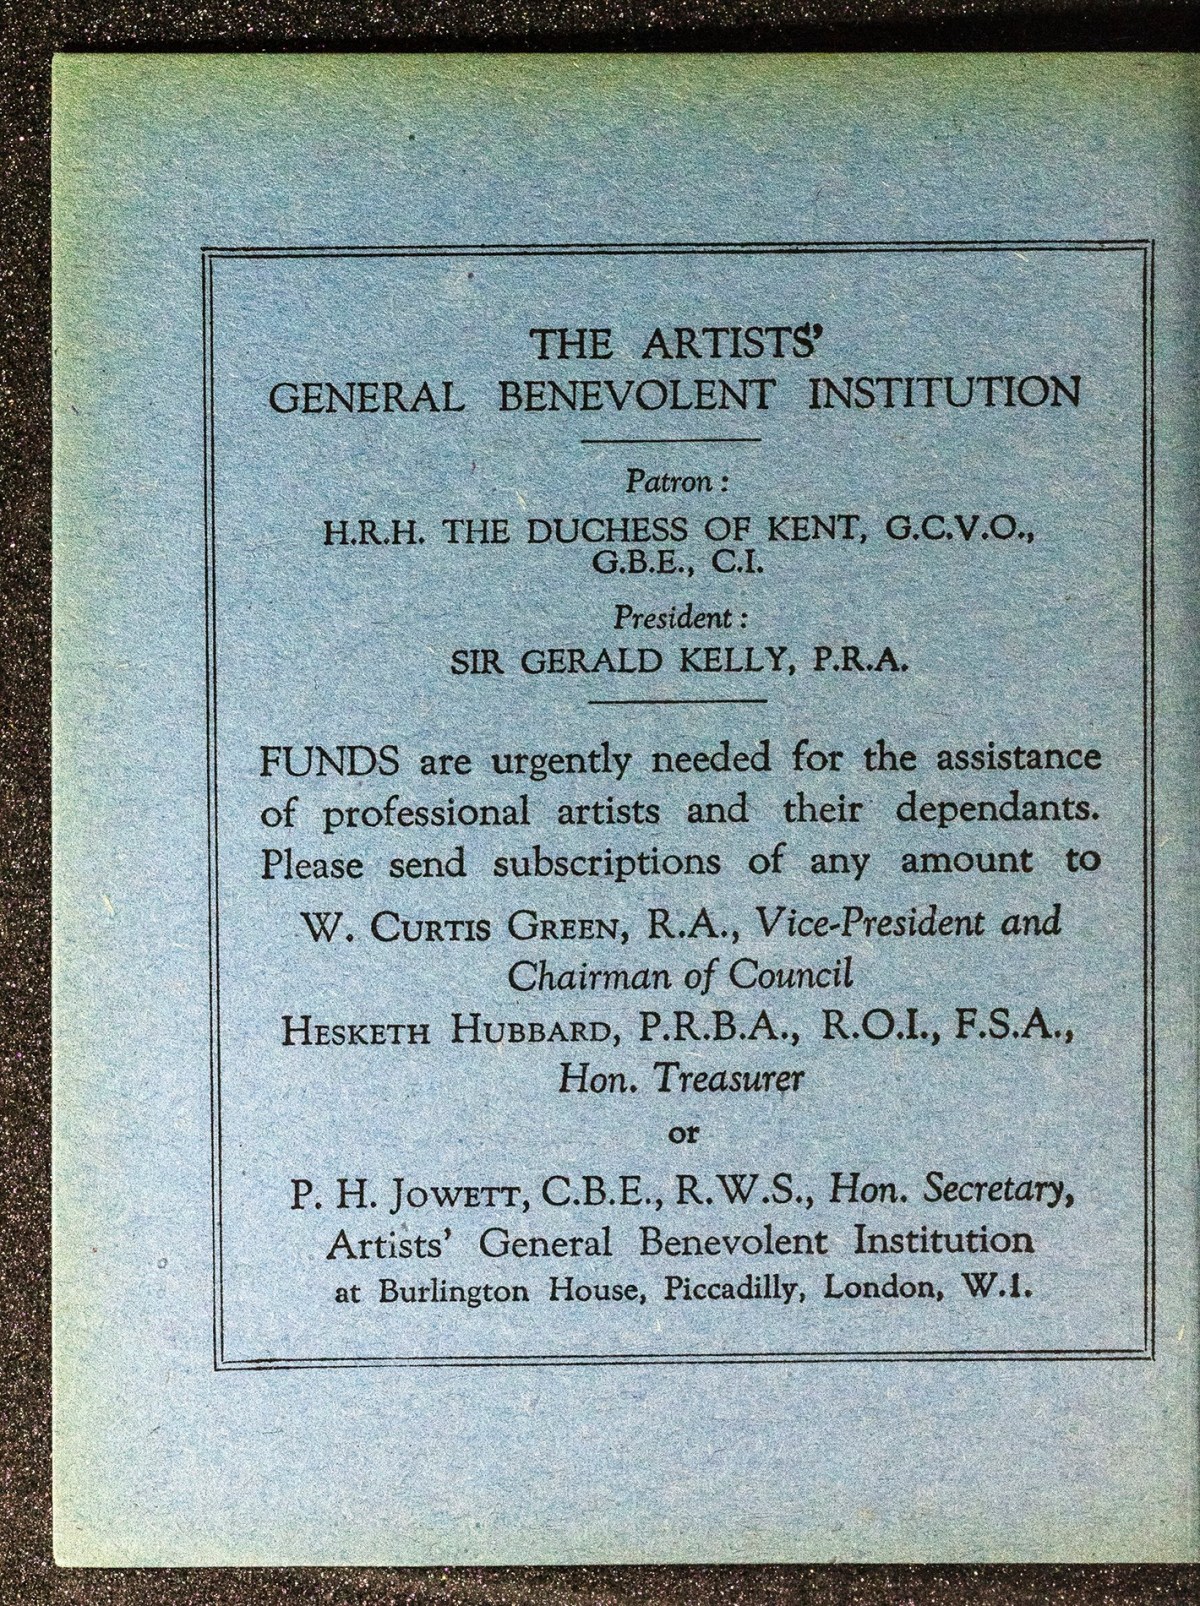 THE ARTISTS'
GENERAL BENEVOLENT INSTITUTION
Patron :
H.R.H. THE DUCHESS OF KENT, G.C.V.O.,
G.B.E., C.I.
President :
SIR GERALD KELLY, P.R.A.
FUNDS are urgently needed for the assistance
of professional artists and their dependants.
Please send subscriptions of any amount to
W. CURTIS GREEN, R.A., Vice-President and
Chairman of Council
HESKETH HUBBARD, P.R.B.A., R.O.I., F.S.A.,
Hon. Treasurer
or
P. H. JOWETT, C.B.E., R.W.S., Hon. Secretary,
Artists' General Benevolent Institution
at Burlington House, Piccadilly, London, W.1.